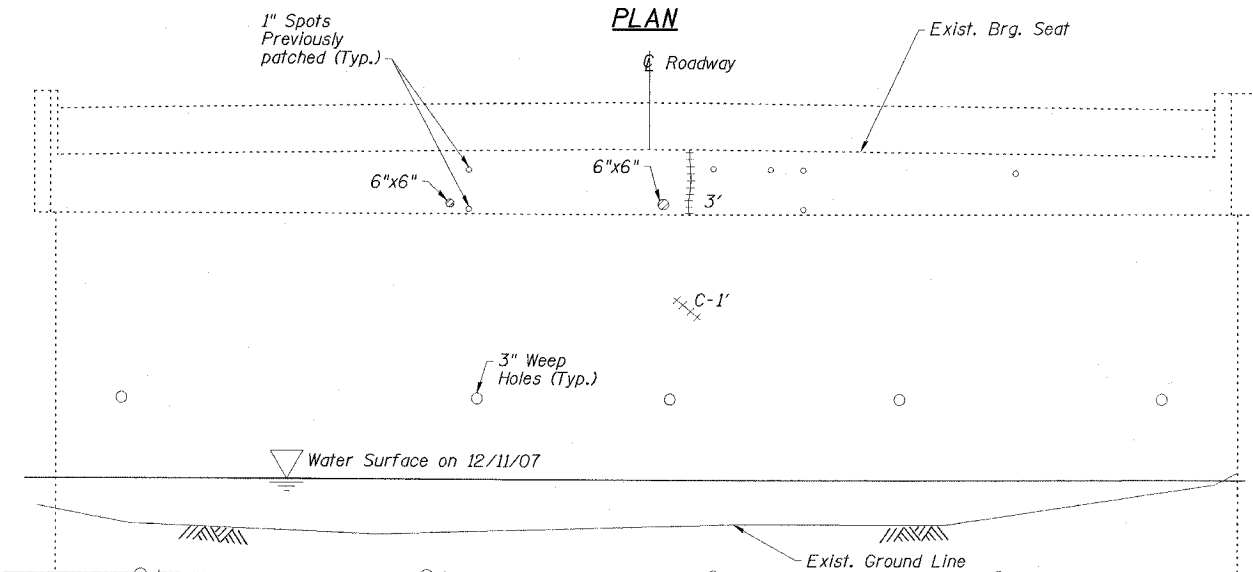 PLAN
1" Spots
Previously
patched (Typ.)
℄ Roadway
Exist. Brg. Seat
6"x6"
6"x6"
3'
C-1'
3" Weep
Holes (Typ.)
Water Surface on 12/11/07
Exist. Ground Line